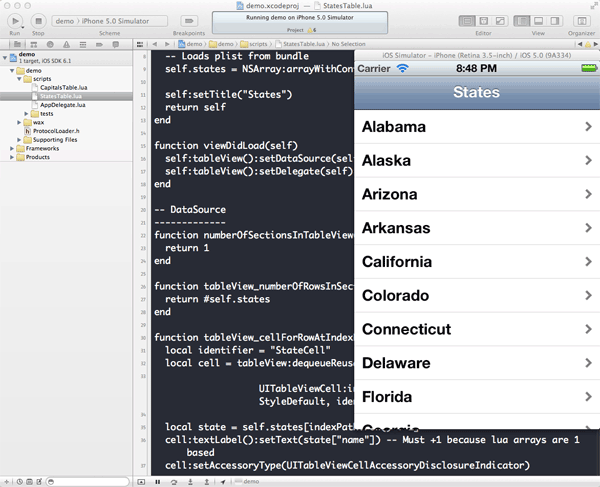 demo.xcodeproj — StatesTable.lua
Run
Stop
demo
iPhone 5.0 Simulator
Scheme
Breakpoints
Running demo on iPhone 5.0 Simulator
Project
6
Editor
View
Organizer
demo
demo
scripts
StatesTable.lua
No Selection
demo
1 target, iOS SDK 6.1
demo
scripts
CapitalsTable.lua
StatesTable.lua
AppDelegate.lua
tests
wax
ProtocolLoader.h
Supporting Files
Frameworks
Products
-- Loads plist from bundle
self.states = NSArray:arrayWithCon
self:setTitle("States")
return self
end
function viewDidLoad(self)
self:tableView():setDataSource(sel
self:tableView():setDelegate(self)
end
-- DataSource
-------------
function numberOfSectionsInTableView
return 1
end
function tableView_numberOfRowsInSec
return #self.states
end
function tableView_cellForRowAtIndex
local identifier = "StateCell"
local cell = tableView:dequeueReus
UITableViewCell:in
StyleDefault, iden
local state = self.states[indexPat
cell:textLabel():setText(state["name"]) -- Must +1 because lua arrays are 1
based
cell:setAccessoryType(UITableViewCellAccessoryDisclosureIndicator)
iOS Simulator – iPhone (Retina 3.5-inch) / iOS 5.0 (9A334)
Carrier
8:48 PM
States
Alabama
Alaska
Arizona
Arkansas
California
Colorado
Connecticut
Delaware
Florida
Georgia
demo